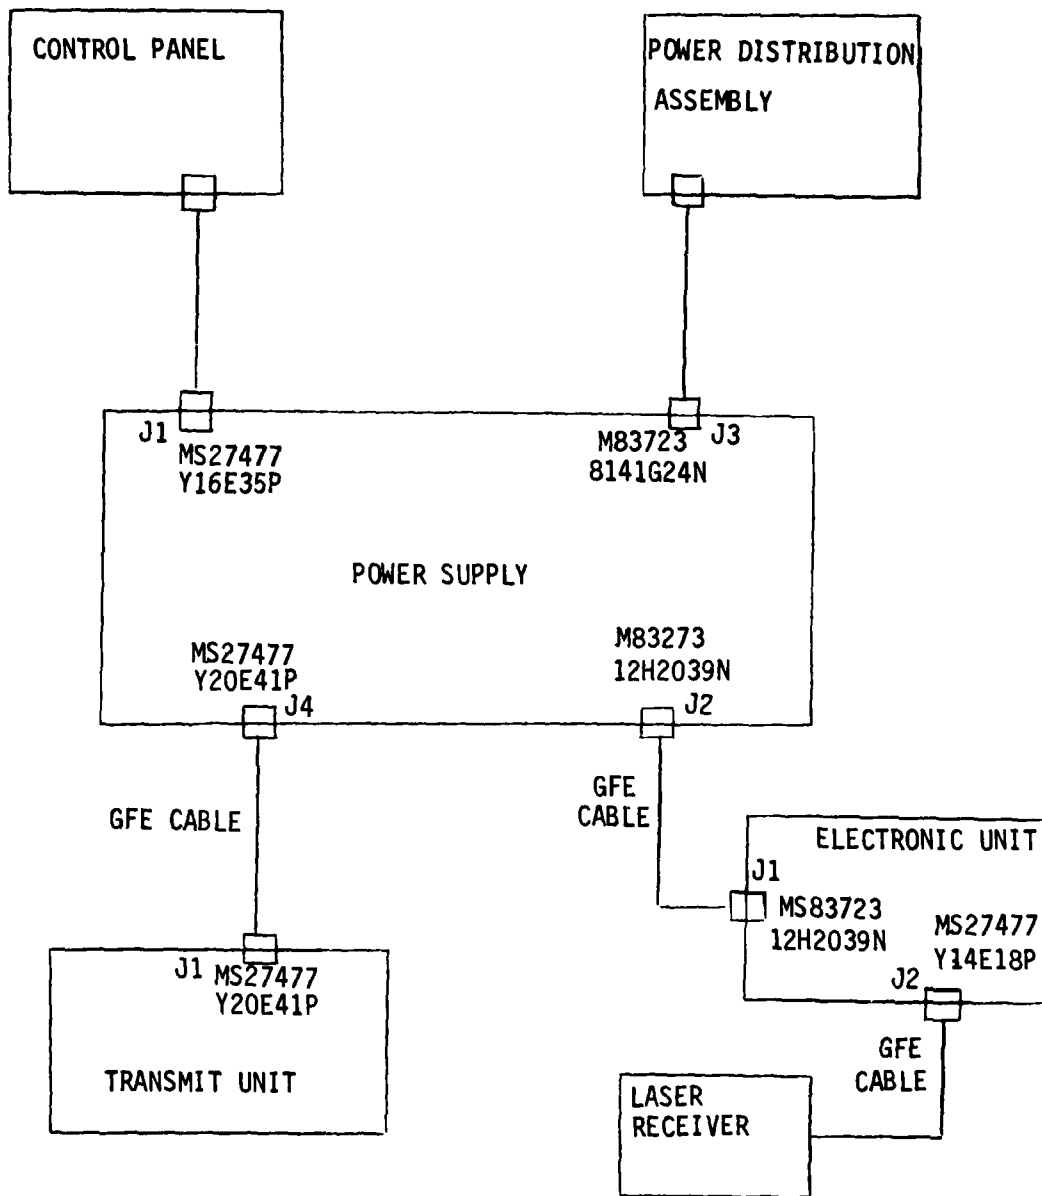 CONTROL PANEL
POWER DISTRIBUTION
ASSEMBLY
J1
MS27477
Y16E35P
M83723
8141G24N
J3
POWER SUPPLY
MS27477
Y20E41P
J4
M83273
12H2039N
J2
GFE CABLE
GFE
CABLE
ELECTRONIC UNIT
J1
MS83723
12H2039N
MS27477
Y14E18P
J2
J1
MS27477
Y20E41P
TRANSMIT UNIT
GFE
CABLE
LASER
RECEIVER